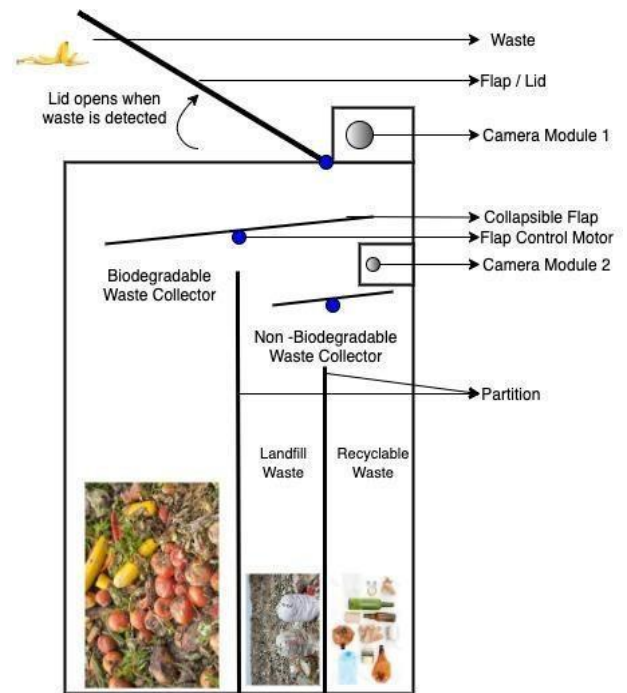 Waste
Flap / Lid
Lid opens when
waste is detected
Camera Module 1
Collapsible Flap
Flap Control Motor
Camera Module 2
Biodegradable
Waste Collector
Non -Biodegradable
Waste Collector
Partition
Landfill
Waste
Recyclable
Waste